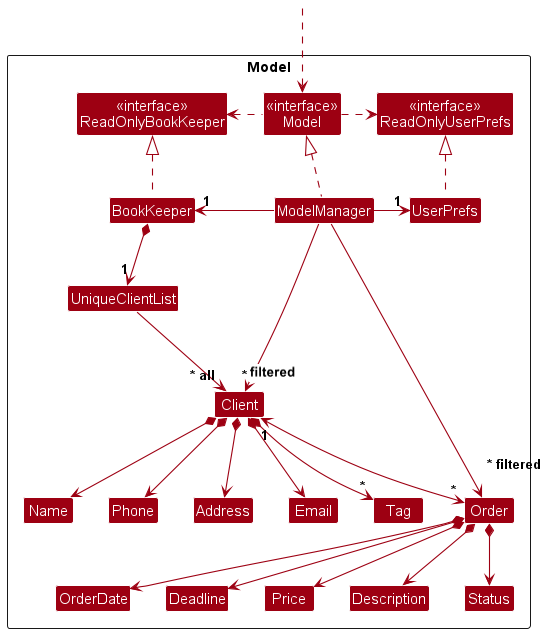 Model
«interface»
ReadOnlyBookKeeper
«interface»
Model
«interface»
ReadOnlyUserPrefs
BookKeeper
1
ModelManager
1
UserPrefs
1
UniqueClientList
* all
* filtered
Client
1
* filtered
*
*
Name
Phone
Address
Email
Tag
Order
OrderDate
Deadline
Price
Description
Status